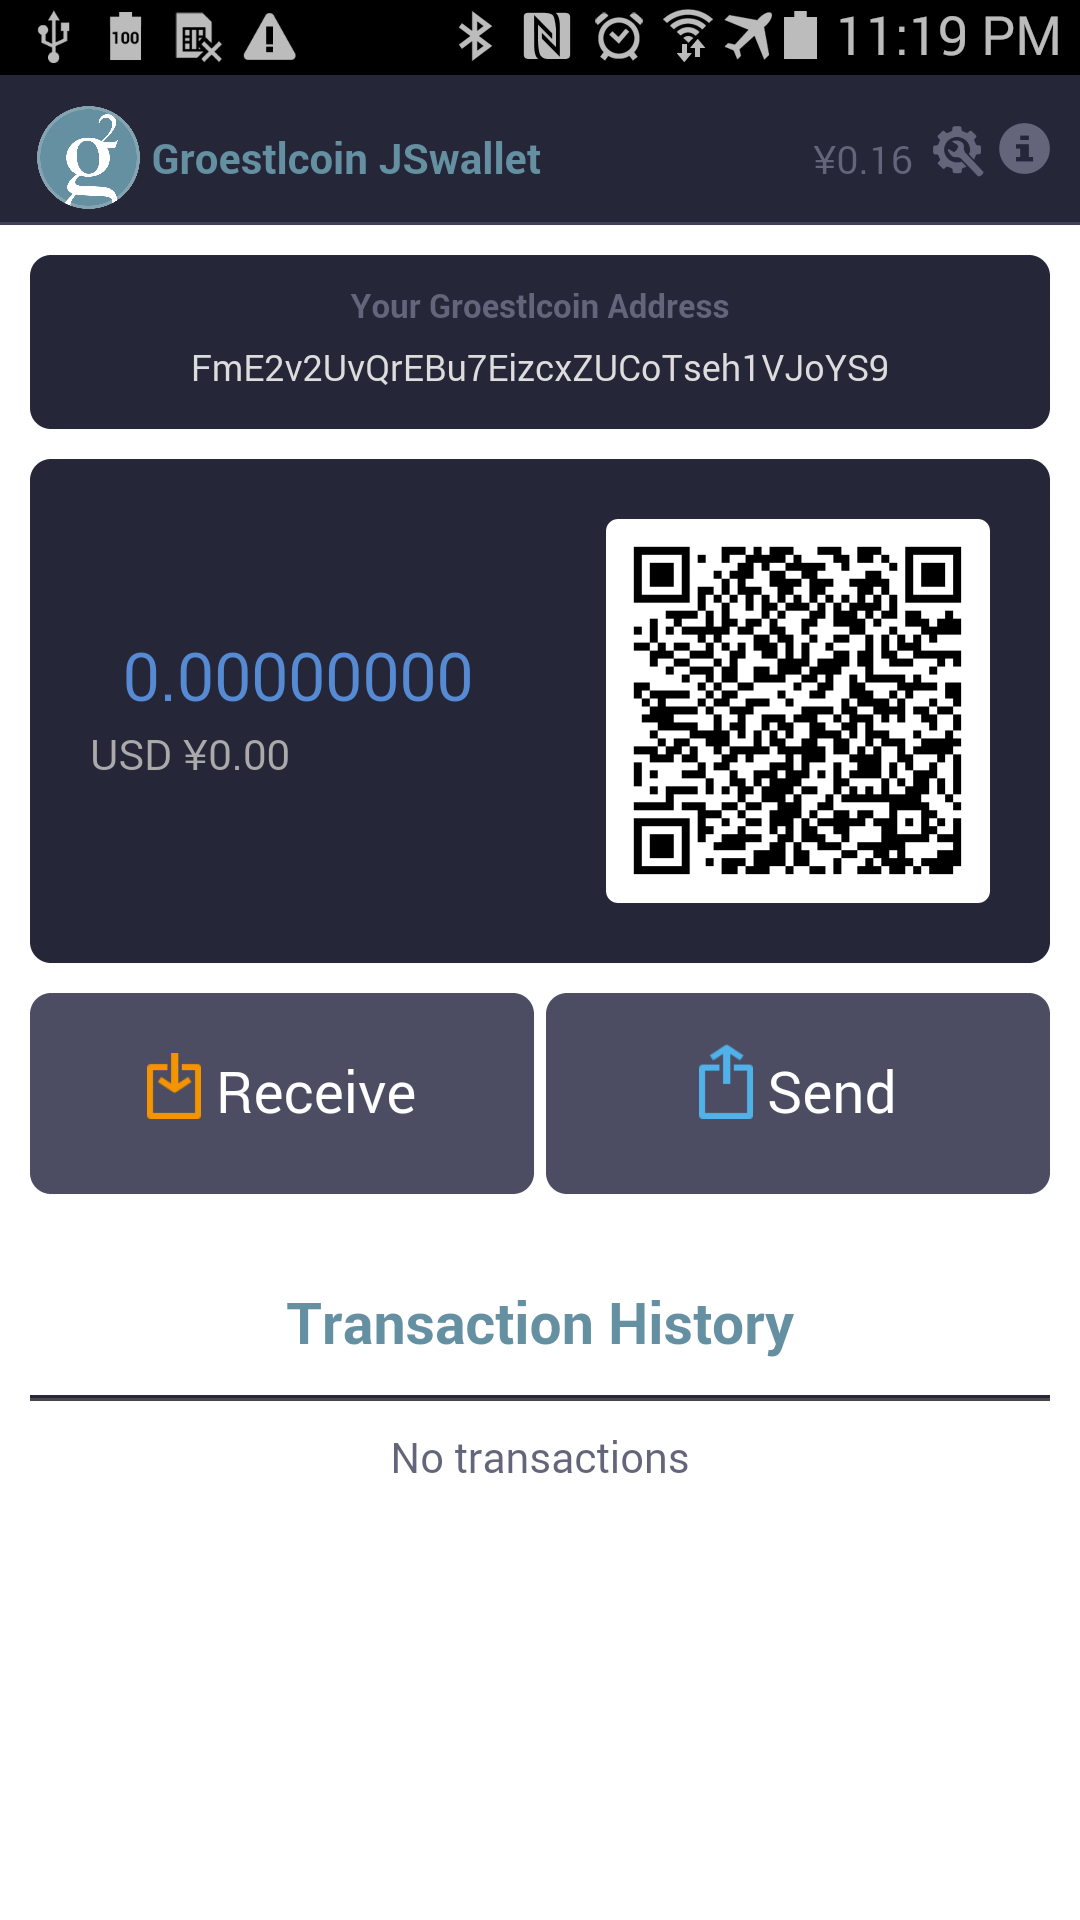 100
11:19 PM
g2
Groestlcoin JSwallet
¥0.16
Your Groestlcoin Address
FmE2v2UvQrEBu7EizcxZUCoTseh1VJoYS9
0.00000000
USD ¥0.00
Receive
Send
Transaction History
No transactions